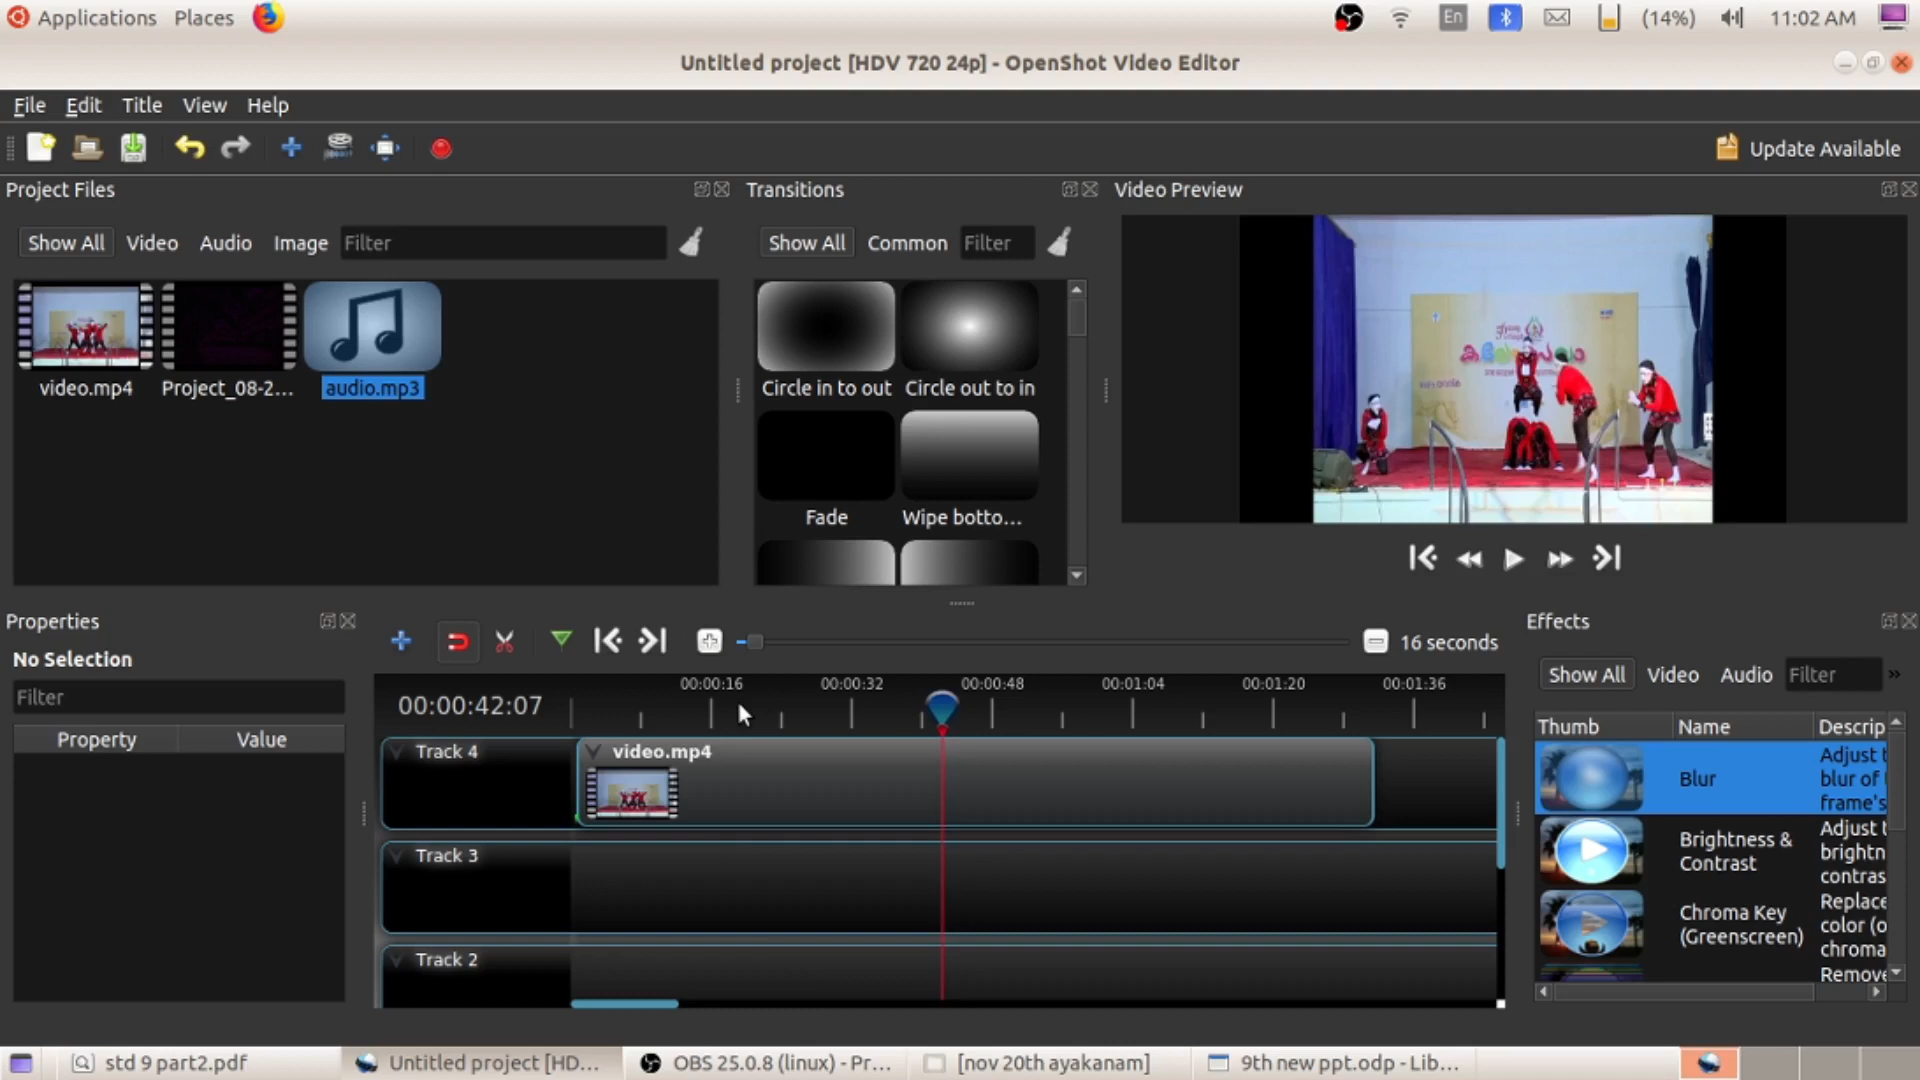 Applications Places En (14%) 11:02 AM
Untitled project [HDV 720 24p] - OpenShot Video Editor
File Edit Title View Help
Update Available
Project Files
Transitions
Video Preview
Show All Video Audio Image Filter
Show All Common Filter
video.mp4 Project_08-2... audio.mp3
Circle in to out Circle out to in
Fade Wipe botto...
Properties
No Selection
Filter
Property Value
16 seconds
00:00:42:07
00:00:16 00:00:32 00:00:48 00:01:04 00:01:20 00:01:36
Track 4
video.mp4
Track 3
Track 2
Effects
Show All Video Audio Filter »
Thumb Name Descrip
Blur
Adjust t
blur of
frame's
Brightness &
Contrast
Adjust t
brightn
contras
Chroma Key
(Greenscreen)
Replace
color (o
chroma
Remove
std 9 part2.pdf Untitled project [HD... OBS 25.0.8 (linux) - Pr... [nov 20th ayakanam] 9th new ppt.odp - Lib...